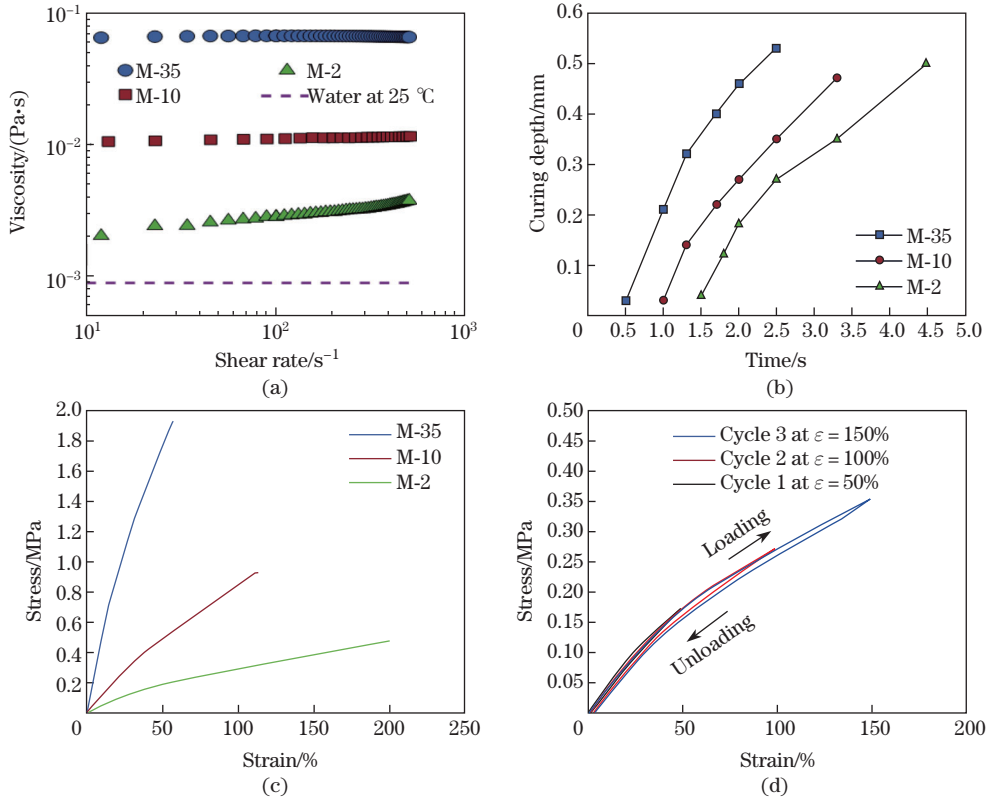 10⁻¹
10⁻²
10⁻³
Viscosity/(Pa•s)
M-35
M-2
M-10
Water at 25 ℃
10¹
10²
10³
Shear rate/s⁻¹
(a)
0.6
0.5
0.4
0.3
0.2
0.1
Curing depth/mm
M-35
M-10
M-2
0 0.5 1.0 1.5 2.0 2.5 3.0 3.5 4.0 4.5 5.0
Time/s
(b)
2.0
1.8
1.6
1.4
1.2
1.0
0.8
0.6
0.4
0.2
Stress/MPa
M-35
M-10
M-2
0 50 100 150 200 250
Strain/%
(c)
0.50
0.45
0.40
0.35
0.30
0.25
0.20
0.15
0.10
0.05
Stress/MPa
Cycle 3 at ε = 150%
Cycle 2 at ε = 100%
Cycle 1 at ε = 50%
Loading
Unloading
0 50 100 150 200
Strain/%
(d)